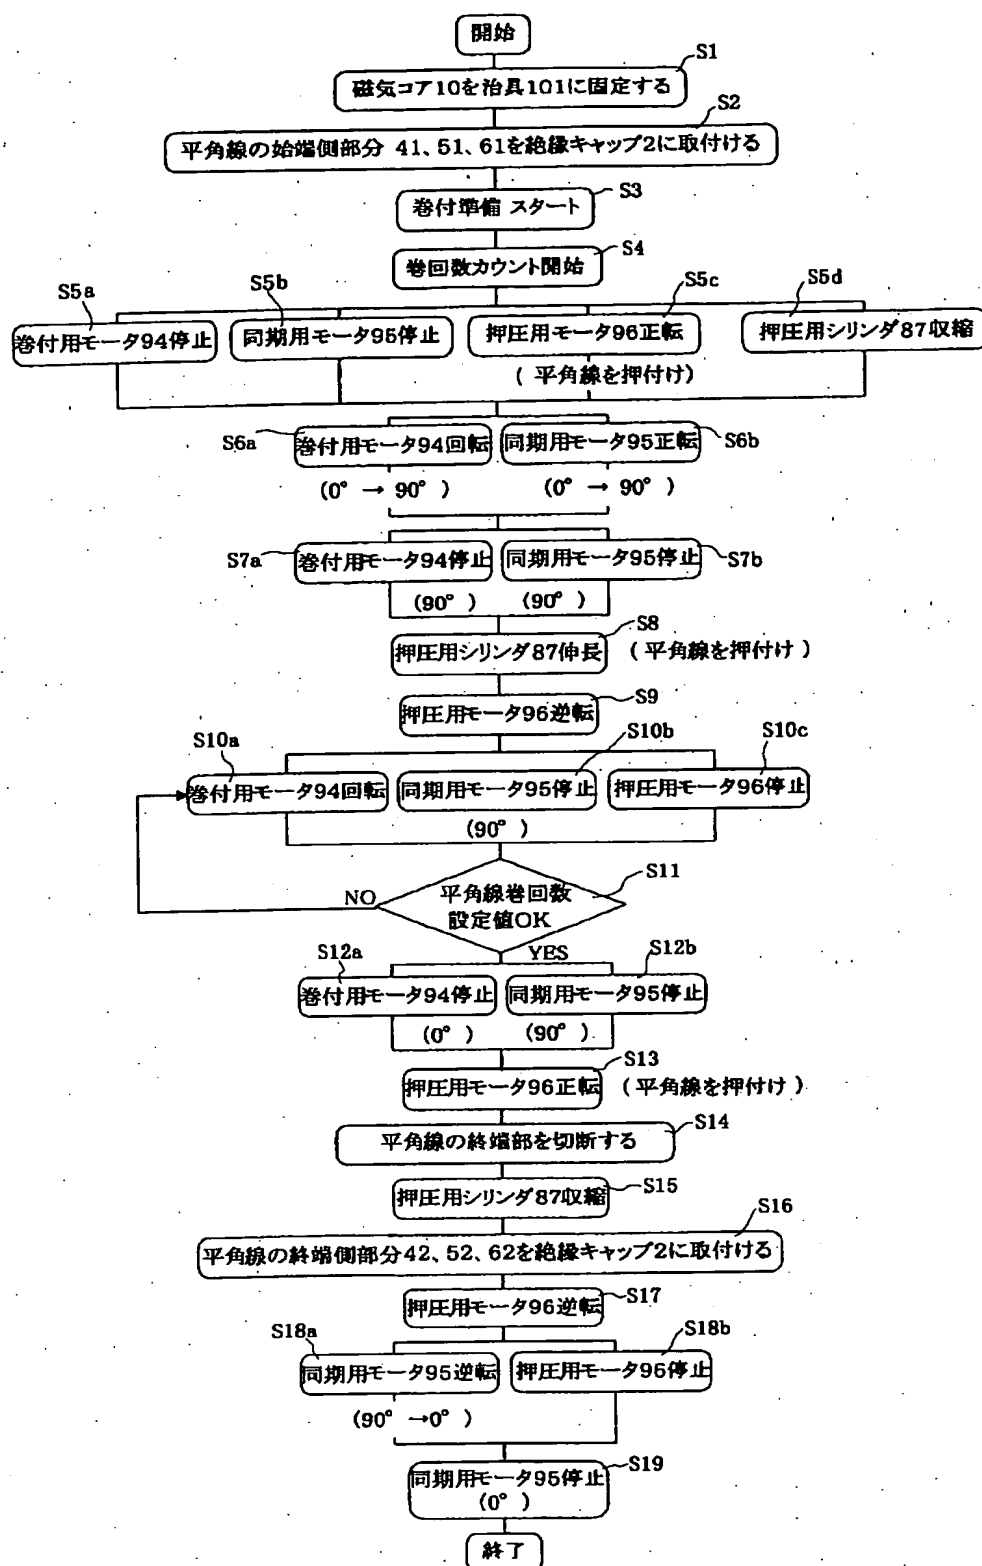 開始
S1
磁気コア10を治具101に固定する
S2
平角線の始端側部分 41、51、61を絶縁キャップ2に取付ける
S3
巻付準備 スタート
S4
巻回数カウント開始
S5a
S5b
S5c
S5d
巻付用モータ94停止
同期用モータ95停止
押圧用モータ96正転
押圧用シリンダ87収縮
( 平角線を押付け)
S6a
巻付用モータ94回転
同期用モータ95正転
S6b
(0° → 90° )
(0° → 90° )
S7a
巻付用モータ94停止
同期用モータ95停止
S7b
(90° )
(90° )
S8
押圧用シリンダ87伸長
( 平角線を押付け )
S9
押圧用モータ96逆転
S10a
S10b
S10c
巻付用モータ94回転
同期用モータ95停止
押圧用モータ96停止
(90° )
S11
平角線巻回数
設定値OK
NO
YES
S12a
S12b
巻付用モータ94停止
同期用モータ95停止
(0° )
(90° )
S13
押圧用モータ96正転
( 平角線を押付け )
S14
平角線の終端部を切断する
S15
押圧用シリンダ87収縮
S16
平角線の終端側部分42、52、62を絶縁キャップ2に取付ける
S17
押圧用モータ96逆転
S18a
S18b
同期用モータ95逆転
押圧用モータ96停止
(90° →0° )
S19
同期用モータ95停止
(0° )
終了